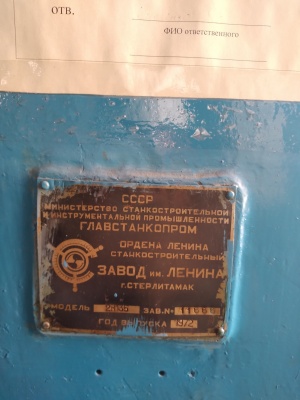 ОТВ.
ФИО ответственного
СССР
МИНИСТЕРСТВО СТАНКОСТРОИТЕЛЬНОЙ
И ИНСТРУМЕНТАЛЬНОЙ ПРОМЫШЛЕННОСТИ
ГЛАВСТАНКОПРОМ
ОРДЕНА ЛЕНИНА
СТАНКОСТРОИТЕЛЬНЫЙ
ЗАВОД ИМ. ЛЕНИНА
Г. СТЕРЛИТАМАК
МОДЕЛЬ ЗАВ. №
ГОД ВЫПУСКА 1972